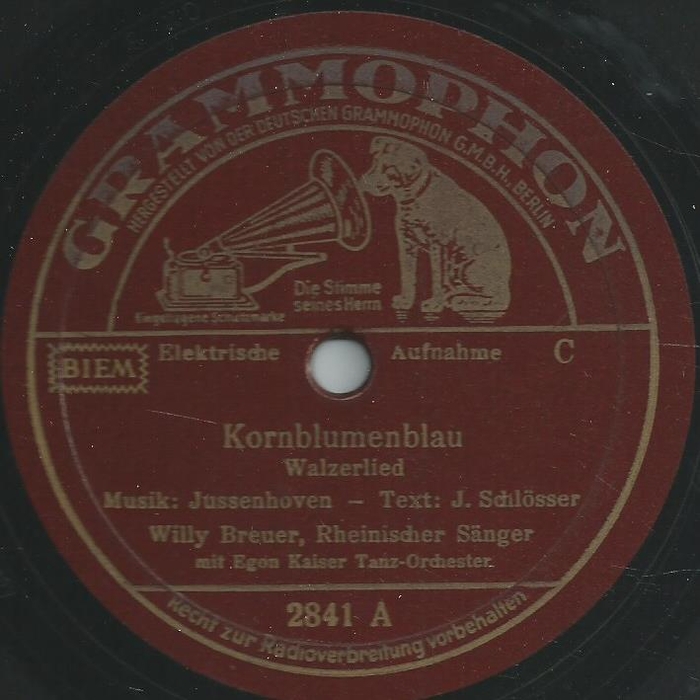 GRAMMOPHON
HERGESTELLT VON DER DEUTSCHEN GRAMMOPHON G.M.B.H., BERLIN
Die Stimme
seines Herrn
Eingetragene Schutzmarke
BIEM
Elektrische Aufnahme C
Kornblumenblau
Walzerlied
Musik: Jussenhoven – Text: J. Schlösser
Willy Breuer, Rheinischer Sänger
mit Egon Kaiser Tanz-Orchester
2841 A
Recht zur Radioverbreitung vorbehalten